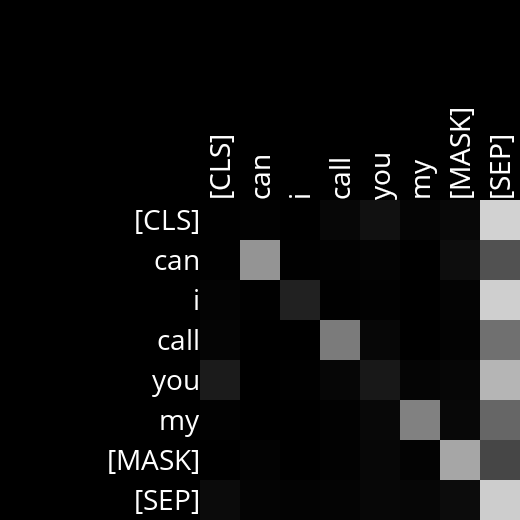 [CLS] can i call you my [MASK] [SEP]
[CLS]
can
i
call
you
my
[MASK]
[SEP]